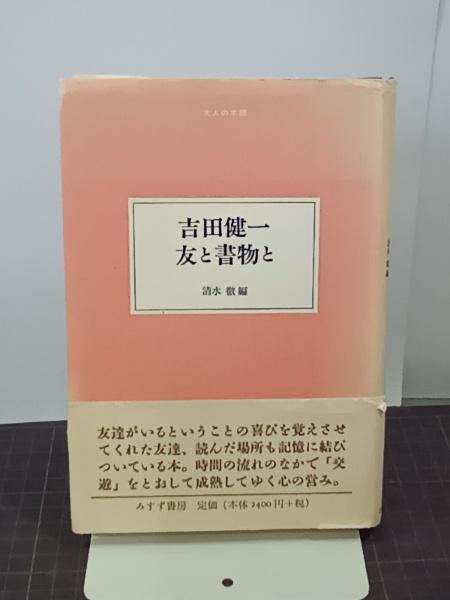 大人の本棚
吉田健一
友と書物と
清水 徹 編
友達がいるということの喜びを覚えさせ
てくれた友達、読んだ場所も記憶に結び
ついている本。時間の流れのなかで「交
遊」をとおして成熟してゆく心の営み。
みすず書房 定価 (本体 2400円+税)